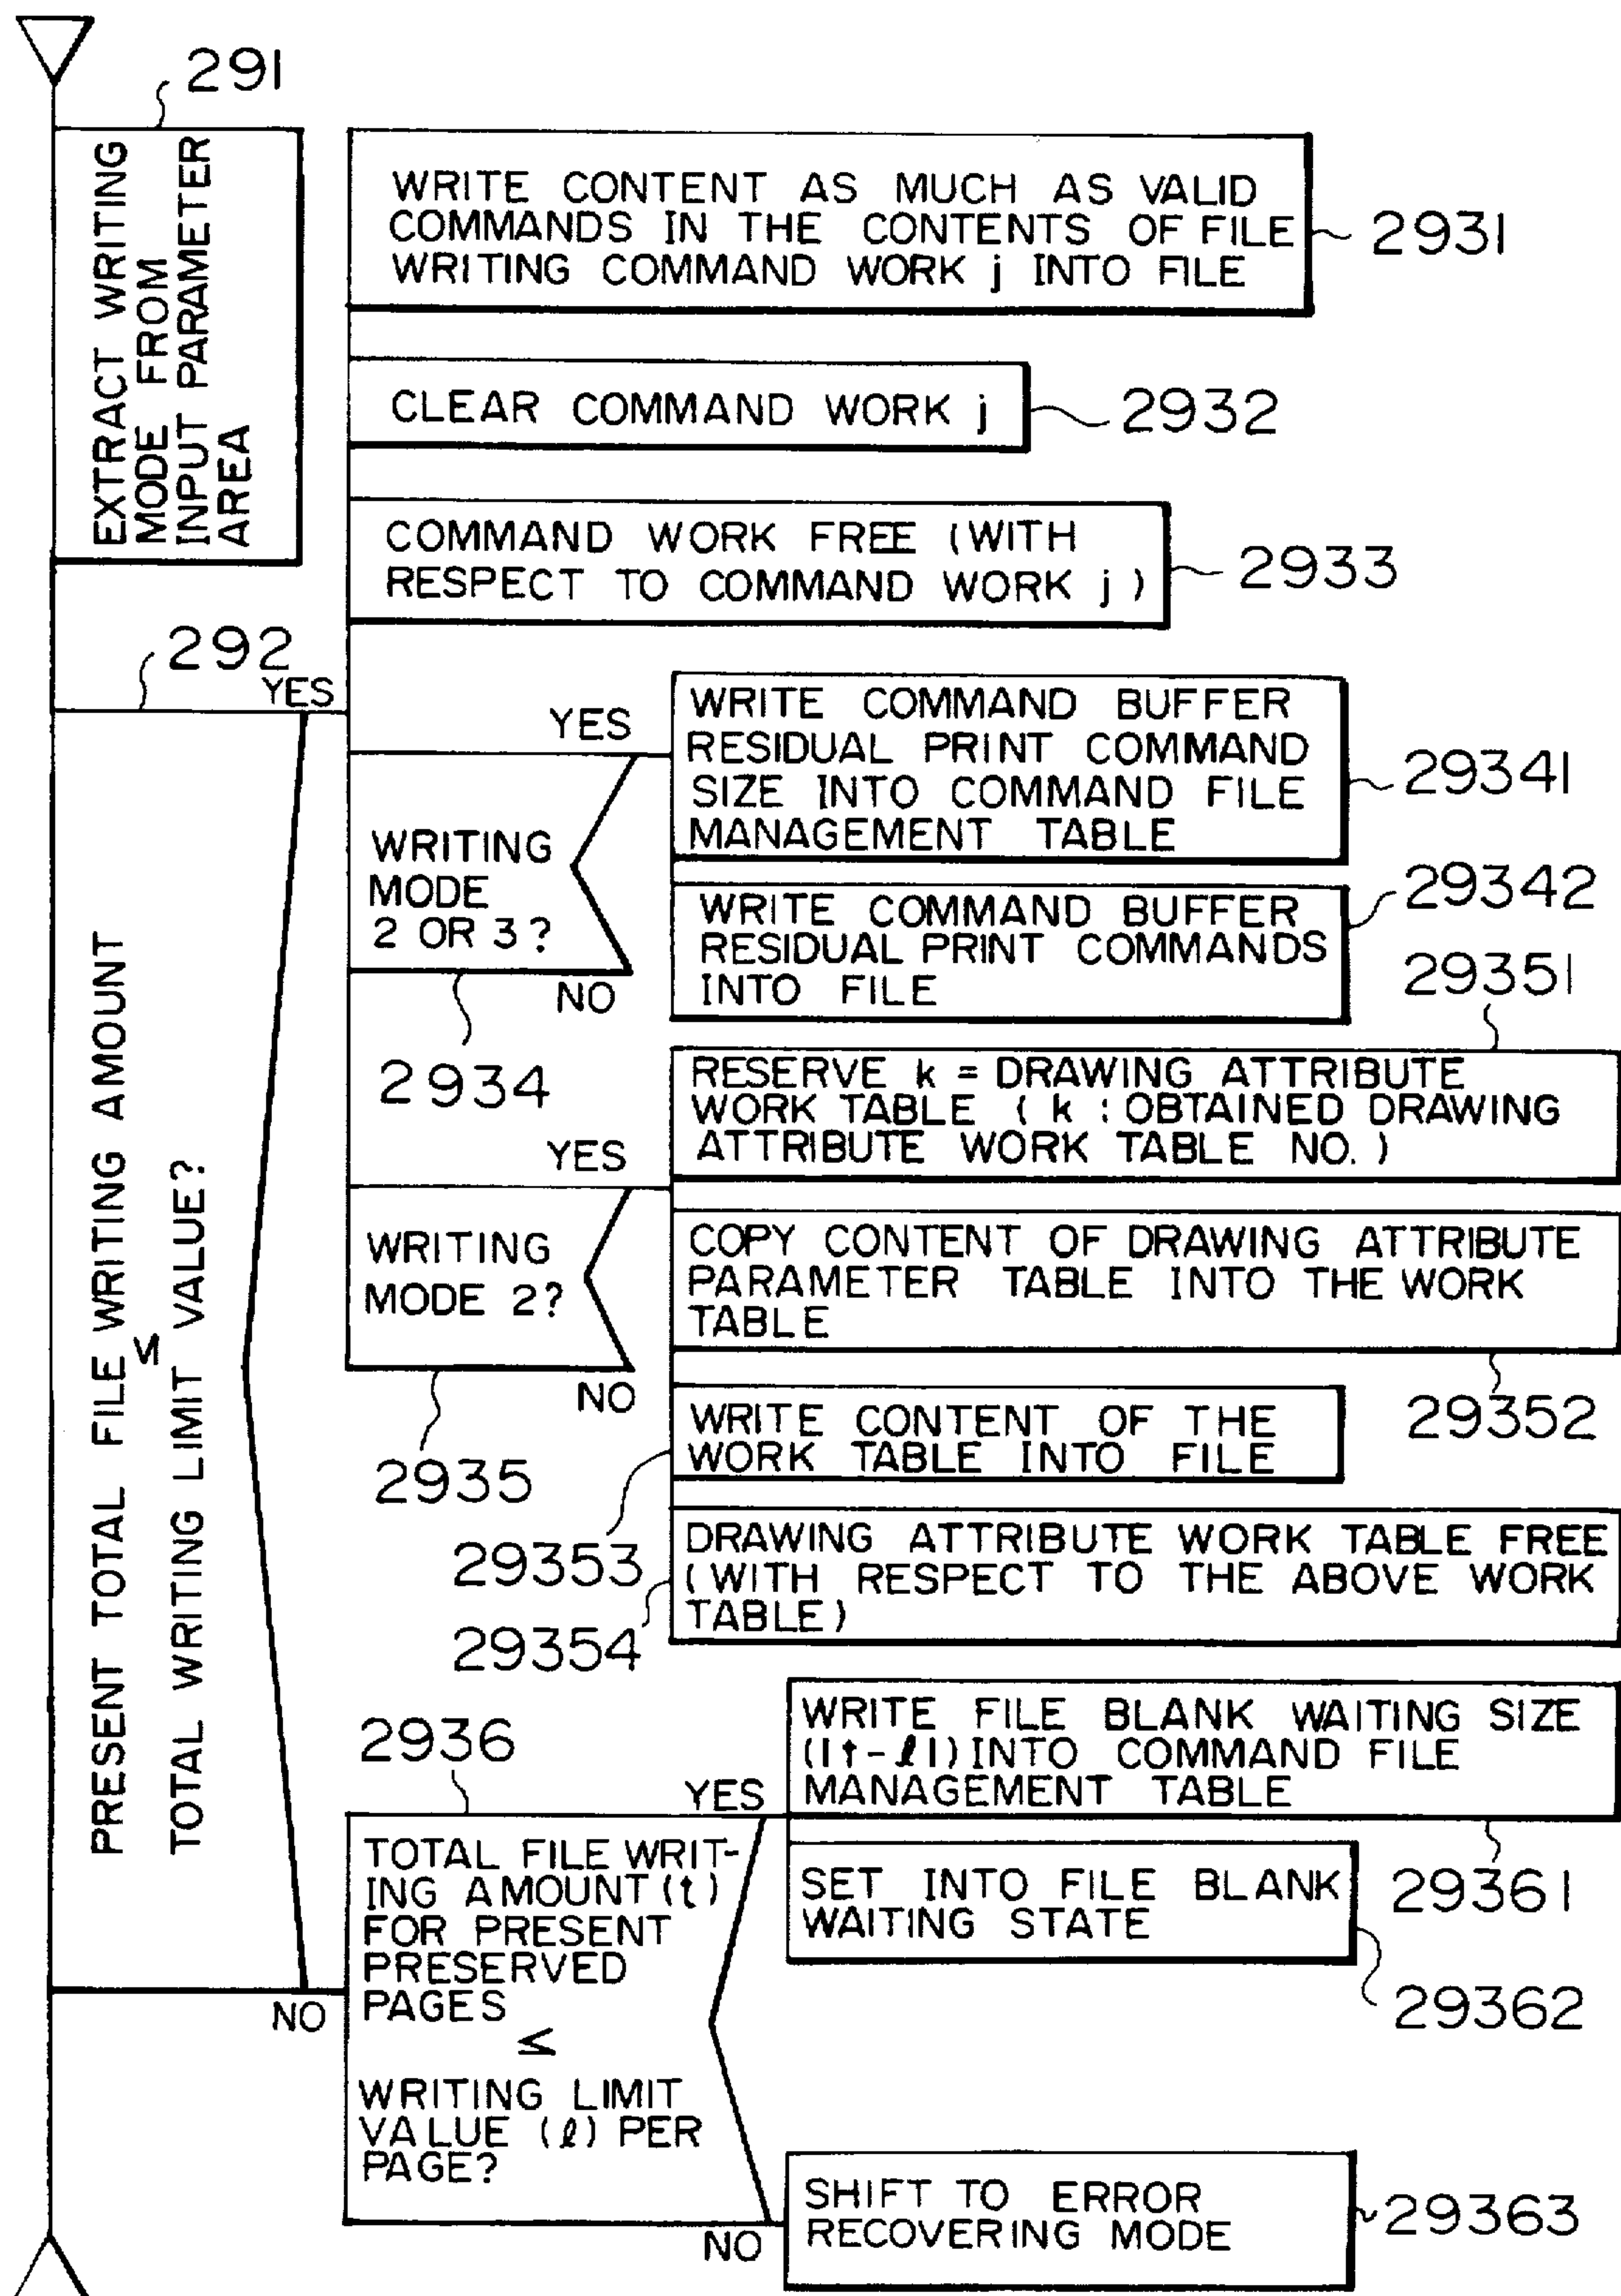 291
EXTRACT WRITING
MODE FROM
INPUT PARAMETER
AREA
WRITE CONTENT AS MUCH AS VALID
COMMANDS IN THE CONTENTS OF FILE
WRITING COMMAND WORK j INTO FILE
2931
CLEAR COMMAND WORK j
2932
COMMAND WORK FREE (WITH
RESPECT TO COMMAND WORK j)
2933
292
YES
PRESENT TOTAL FILE WRITING AMOUNT
≤
TOTAL WRITING LIMIT VALUE?
NO
YES
WRITING
MODE
2 OR 3?
NO
2934
WRITE COMMAND BUFFER
RESIDUAL PRINT COMMAND
SIZE INTO COMMAND FILE
MANAGEMENT TABLE
29341
WRITE COMMAND BUFFER
RESIDUAL PRINT COMMANDS
INTO FILE
29342
29351
YES
WRITING
MODE 2?
NO
2935
RESERVE k = DRAWING ATTRIBUTE
WORK TABLE (k : OBTAINED DRAWING
ATTRIBUTE WORK TABLE NO.)
COPY CONTENT OF DRAWING ATTRIBUTE
PARAMETER TABLE INTO THE WORK
TABLE
29352
WRITE CONTENT OF THE
WORK TABLE INTO FILE
29353
DRAWING ATTRIBUTE WORK TABLE FREE
(WITH RESPECT TO THE ABOVE WORK
TABLE)
29354
2936
YES
TOTAL FILE WRIT-
ING AMOUNT (t)
FOR PRESENT
PRESERVED
PAGES
≤
WRITING LIMIT
VALUE (ℓ) PER
PAGE?
NO
WRITE FILE BLANK WAITING SIZE
(|t-ℓ|) INTO COMMAND FILE
MANAGEMENT TABLE
29361
SET INTO FILE BLANK
WAITING STATE
29362
SHIFT TO ERROR
RECOVERING MODE
29363